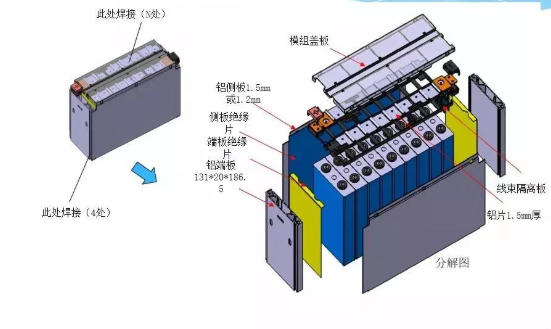 此处焊接（N处）
模组盖板
铝侧板1.5mm
或1.2mm
侧板绝缘
片
端板绝缘
片
铝端板
131*20*186.
5
此处焊接（4处）
线束隔离板
铝片1.5mm厚
分解图